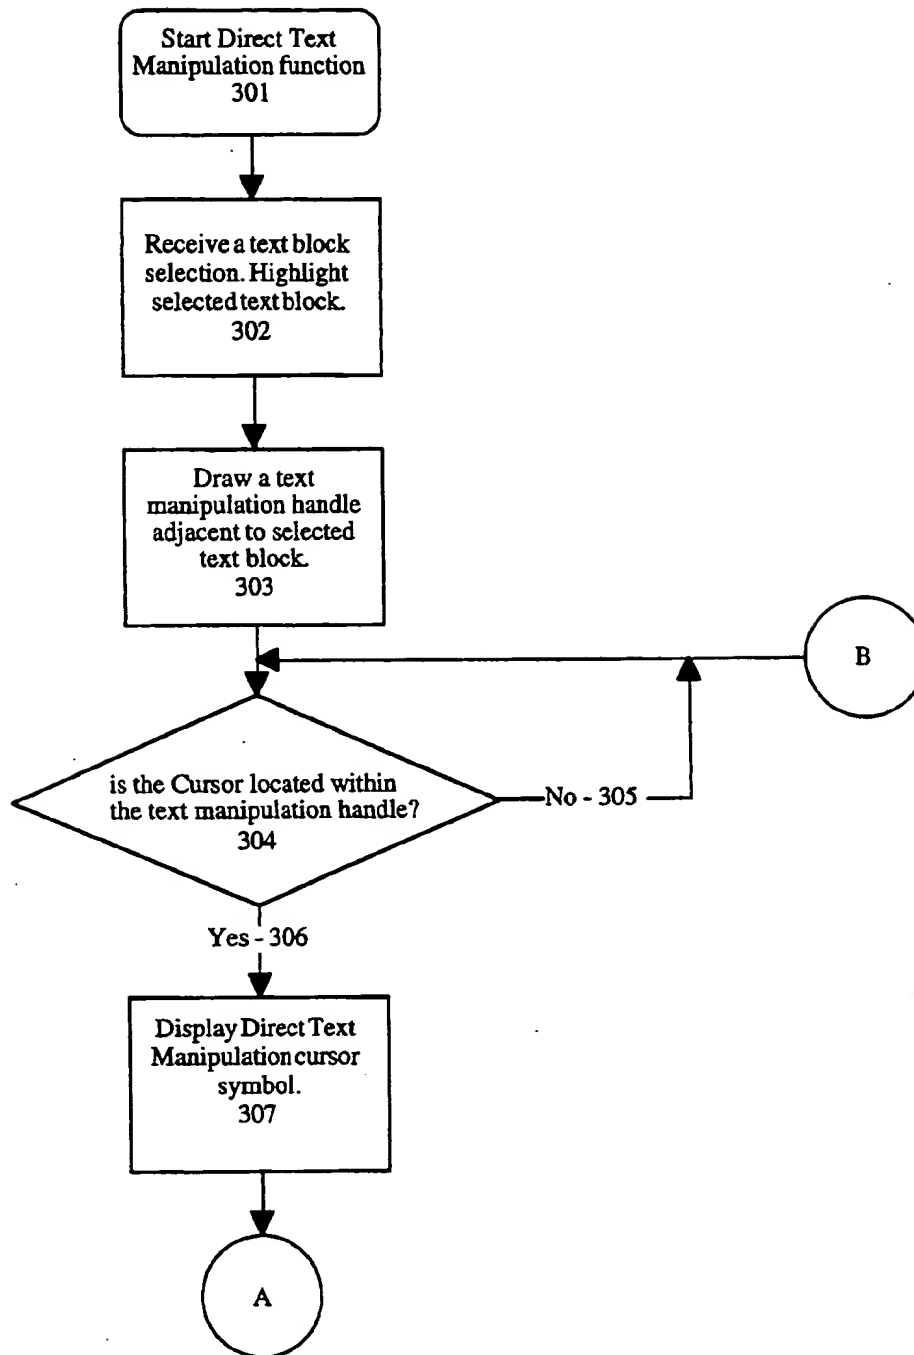 Start Direct Text
Manipulation function
301
Receive a text block
selection. Highlight
selected text block.
302
Draw a text
manipulation handle
adjacent to selected
text block.
303
B
is the Cursor located within
the text manipulation handle?
304
No - 305
Yes - 306
Display Direct Text
Manipulation cursor
symbol.
307
A